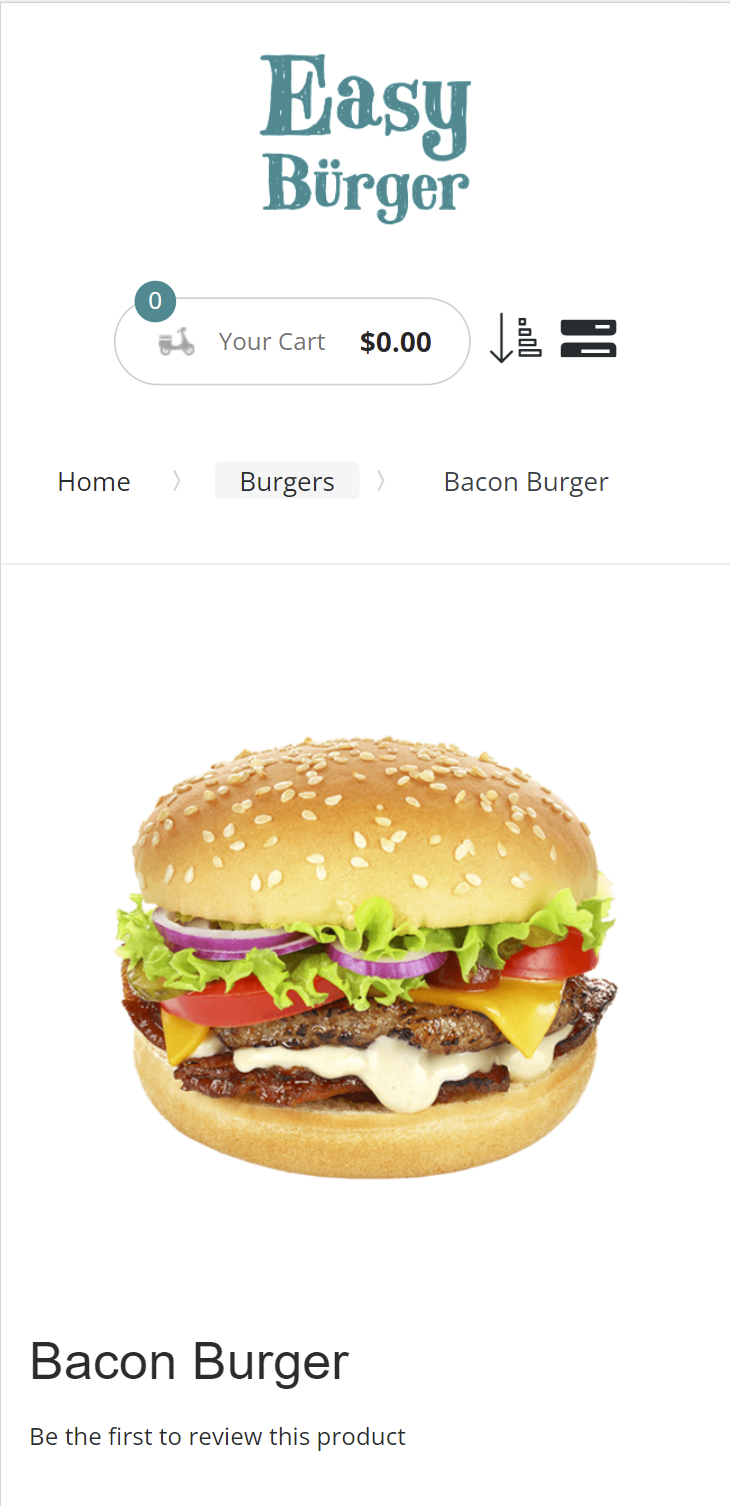 Easy
Bürger
0
Your Cart $0.00
Home 〉 Burgers 〉 Bacon Burger
Bacon Burger
Be the first to review this product